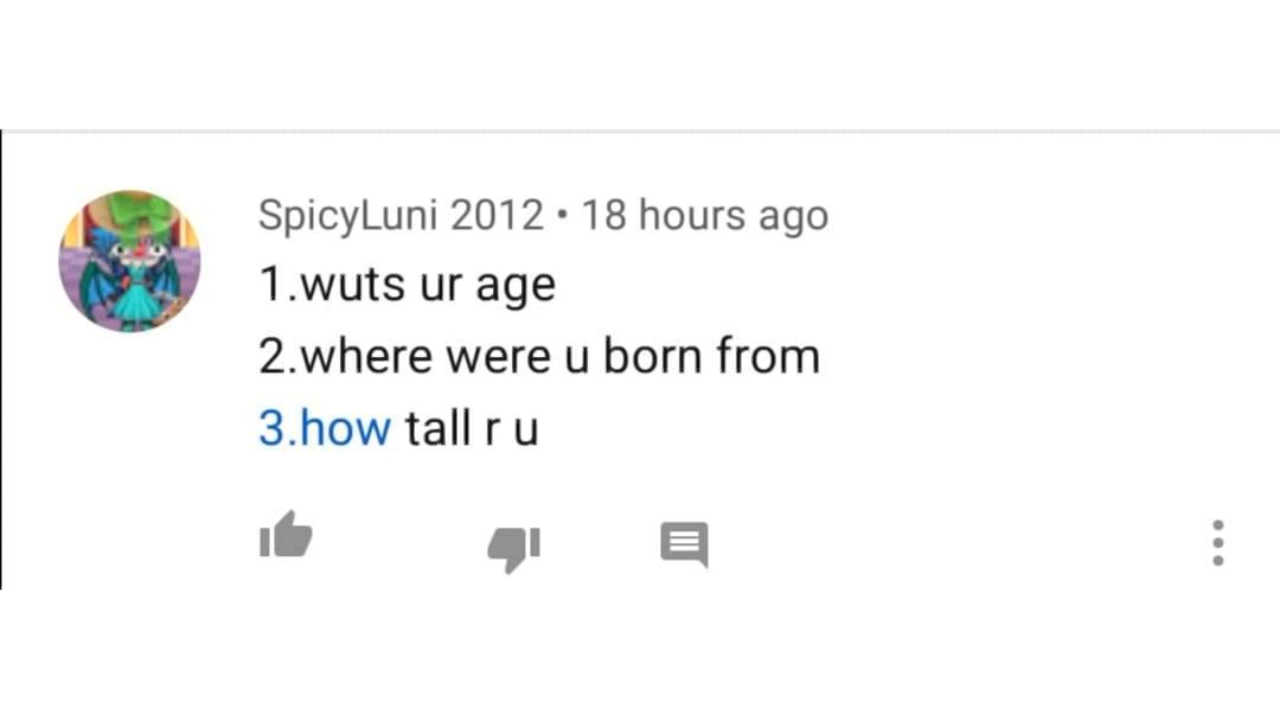 SpicyLuni 2012 • 18 hours ago
1.wuts ur age
2.where were u born from
3.how tall r u